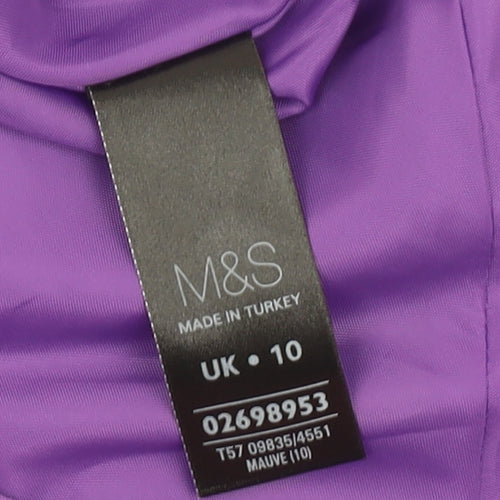 M&S
MADE IN TURKEY
UK • 10
02698953
T57 09835/4551
MAUVE (10)